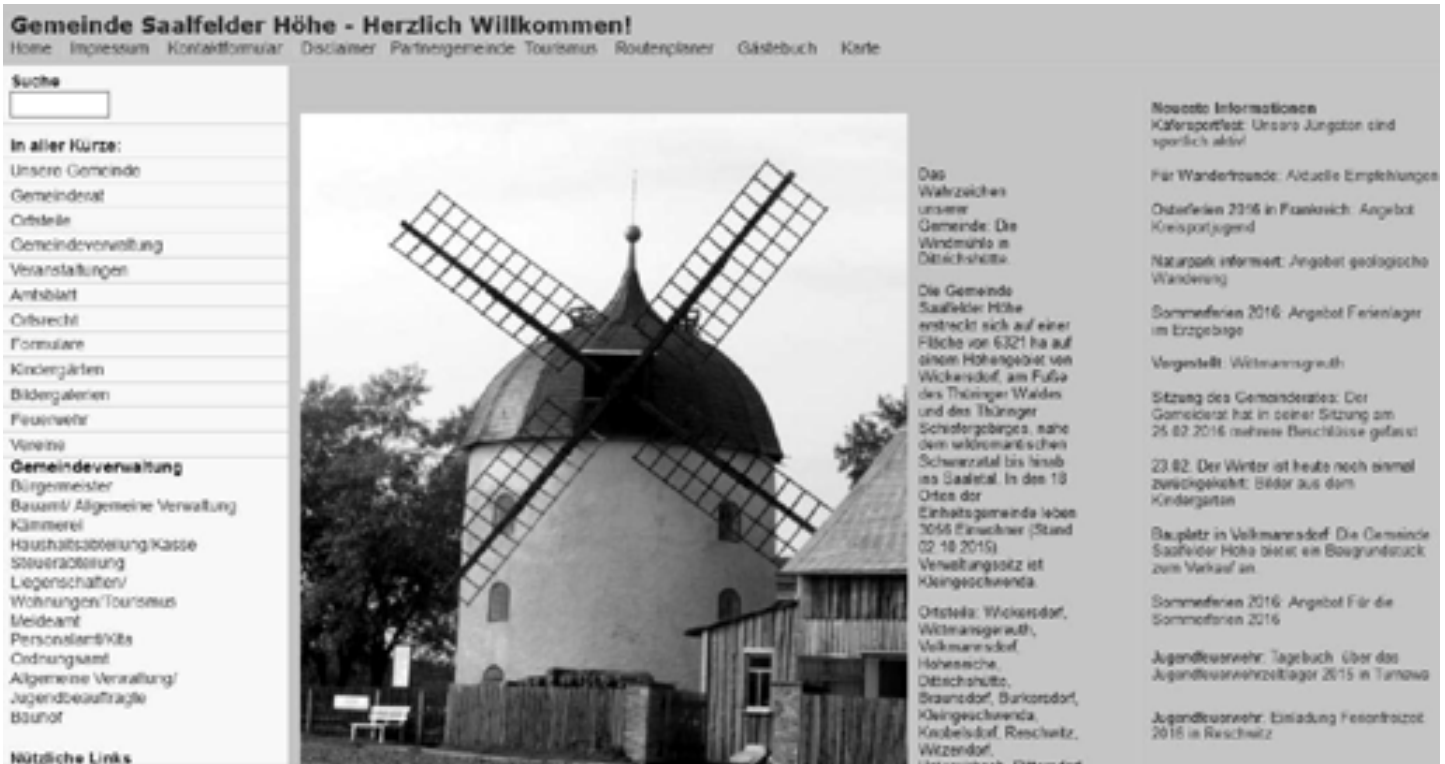 Gemeinde Saalfelder Höhe - Herzlich Willkommen!
Home Impressum Kontaktformular Disclaimer Partnergemeinde Tourismus Routenplaner Gästebuch Karte
Suche
In aller Kürze:
Unsere Gemeinde
Gemeinderat
Ortsteile
Gemeindeverwaltung
Veranstaltungen
Amtsblatt
Ortsrecht
Formulare
Kindergärten
Bildergalerien
Feuerwehr
Vereine
Gemeindeverwaltung
Bürgermeister
Bauamt/ Allgemeine Verwaltung
Kämmerei
Haushaltsabteilung/Kasse
Steuerabteilung
Liegenschaften/
Wohnungen/Tourismus
Meldeamt
Personalamt/Kita
Ordnungsamt
Allgemeine Verwaltung/
Jugendbeauftragte
Bauhof
Nützliche Links
Das
Wahrzeichen
unserer
Gemeinde: Die
Windmühle in
Dittrichshütte.
Die Gemeinde
Saalfelder Höhe
erstreckt sich auf einer
Fläche von 6321 ha auf
einem Höhengebiet von
Wickersdorf, am Fuße
des Thüringer Waldes
und des Thüringer
Schiefergebirges, nahe
dem wildromantischen
Schwarzatal bis hinab
ins Saaletal. In den 18
Orten der
Einheitsgemeinde leben
3056 Einwohner (Stand
02.10.2015).
Verwaltungssitz ist
Kleingeschwenda.
Ortsteile: Wickersdorf,
Wittmansgereuth,
Volkmannsdorf,
Hoheneiche,
Dittrichshütte,
Braunsdorf, Burkersdorf,
Kleingeschwenda,
Knobelsdorf, Reschwitz,
Witzendorf,
Neueste Informationen
Käfersportfest: Unsere Jüngsten sind
sportlich aktiv!
Für Wanderfreunde: Aktuelle Empfehlungen
Osterferien 2016 in Frankreich: Angebot
Kreisportjugend
Naturpark informiert: Angebot geologische
Wanderung
Sommerferien 2016: Angebot Ferienlager
im Erzgebirge
Vorgestellt: Wittmannsgreuth
Sitzung des Gemeinderates: Der
Gemeiderat hat in seiner Sitzung am
25.02.2016 mehrere Beschlüsse gefasst
23.02. Der Winter ist heute noch einmal
zurückgekehrt: Bilder aus dem
Kindergarten
Bauplatz in Volkmannsdorf: Die Gemeinde
Saalfelder Höhe bietet ein Baugrundstück
zum Verkauf an.
Sommerferien 2016: Angebot Für die
Sommerferien 2016
Jugendfeuerwehr: Tagebuch über das
Jugendfeuerwehrzeltlager 2015 in Turnawa
Jugendfeuerwehr: Einladung Ferienfreizeit
2015 in Reschwitz